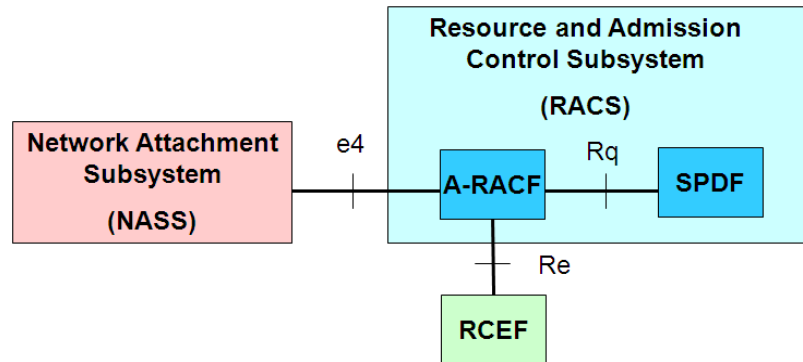 Resource and Admission
Control Subsystem
(RACS)
Network Attachment
Subsystem
(NASS)
e4
A-RACF
Rq
SPDF
Re
RCEF